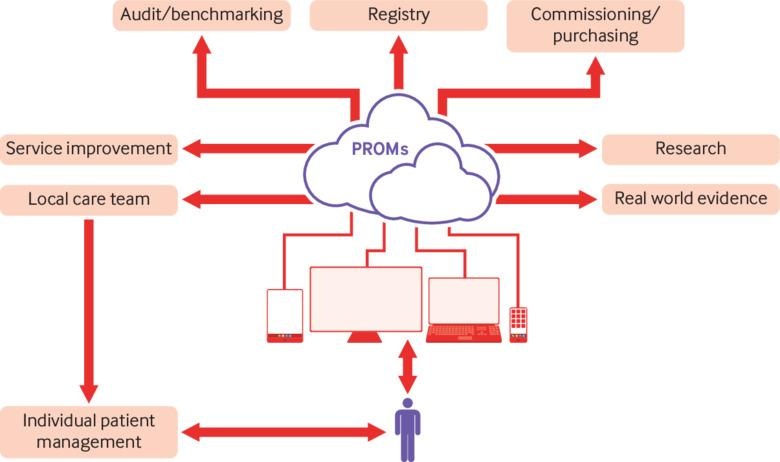 Audit/benchmarking
Registry
Commissioning/
purchasing
PROMs
Service improvement
Research
Local care team
Real world evidence
Individual patient
management